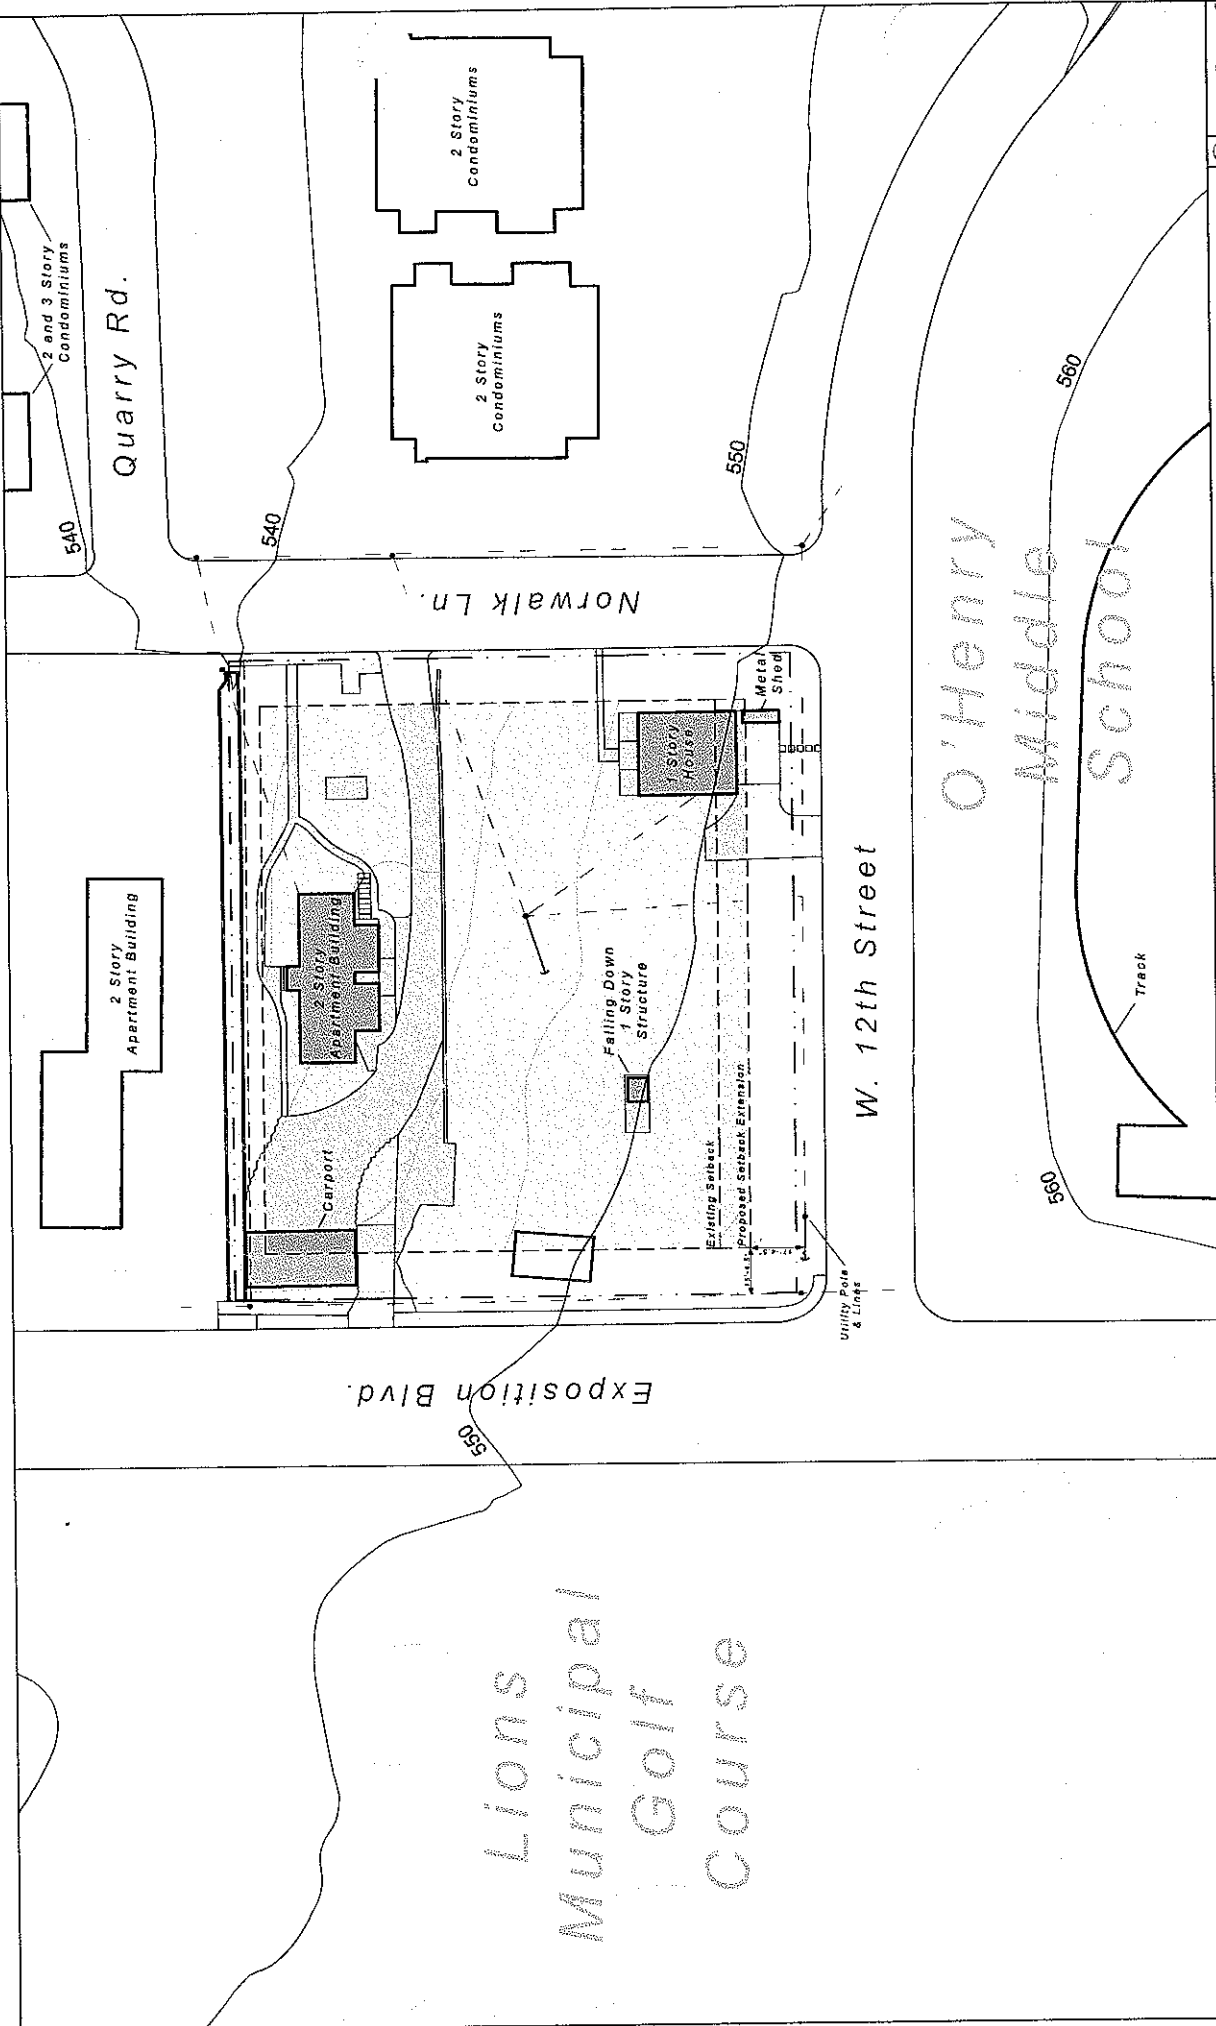 2 and 3 Story
Condominiums
Quarry Rd.
540
540
2 Story
Condominiums
2 Story
Condominiums
550
Norwalk Ln.
560
O'Henry
Middle
School
2 Story
Apartment Building
2 Story
Apartment Building
1 Story
House
Metal
Shed
Falling Down
1 Story
Structure
Carport
Existing Setback
Proposed Setback Extension
W. 12th Street
Track
560
Utility Pole
& Lines
Exposition Blvd.
550
Lions
Municipal
Golf
Course